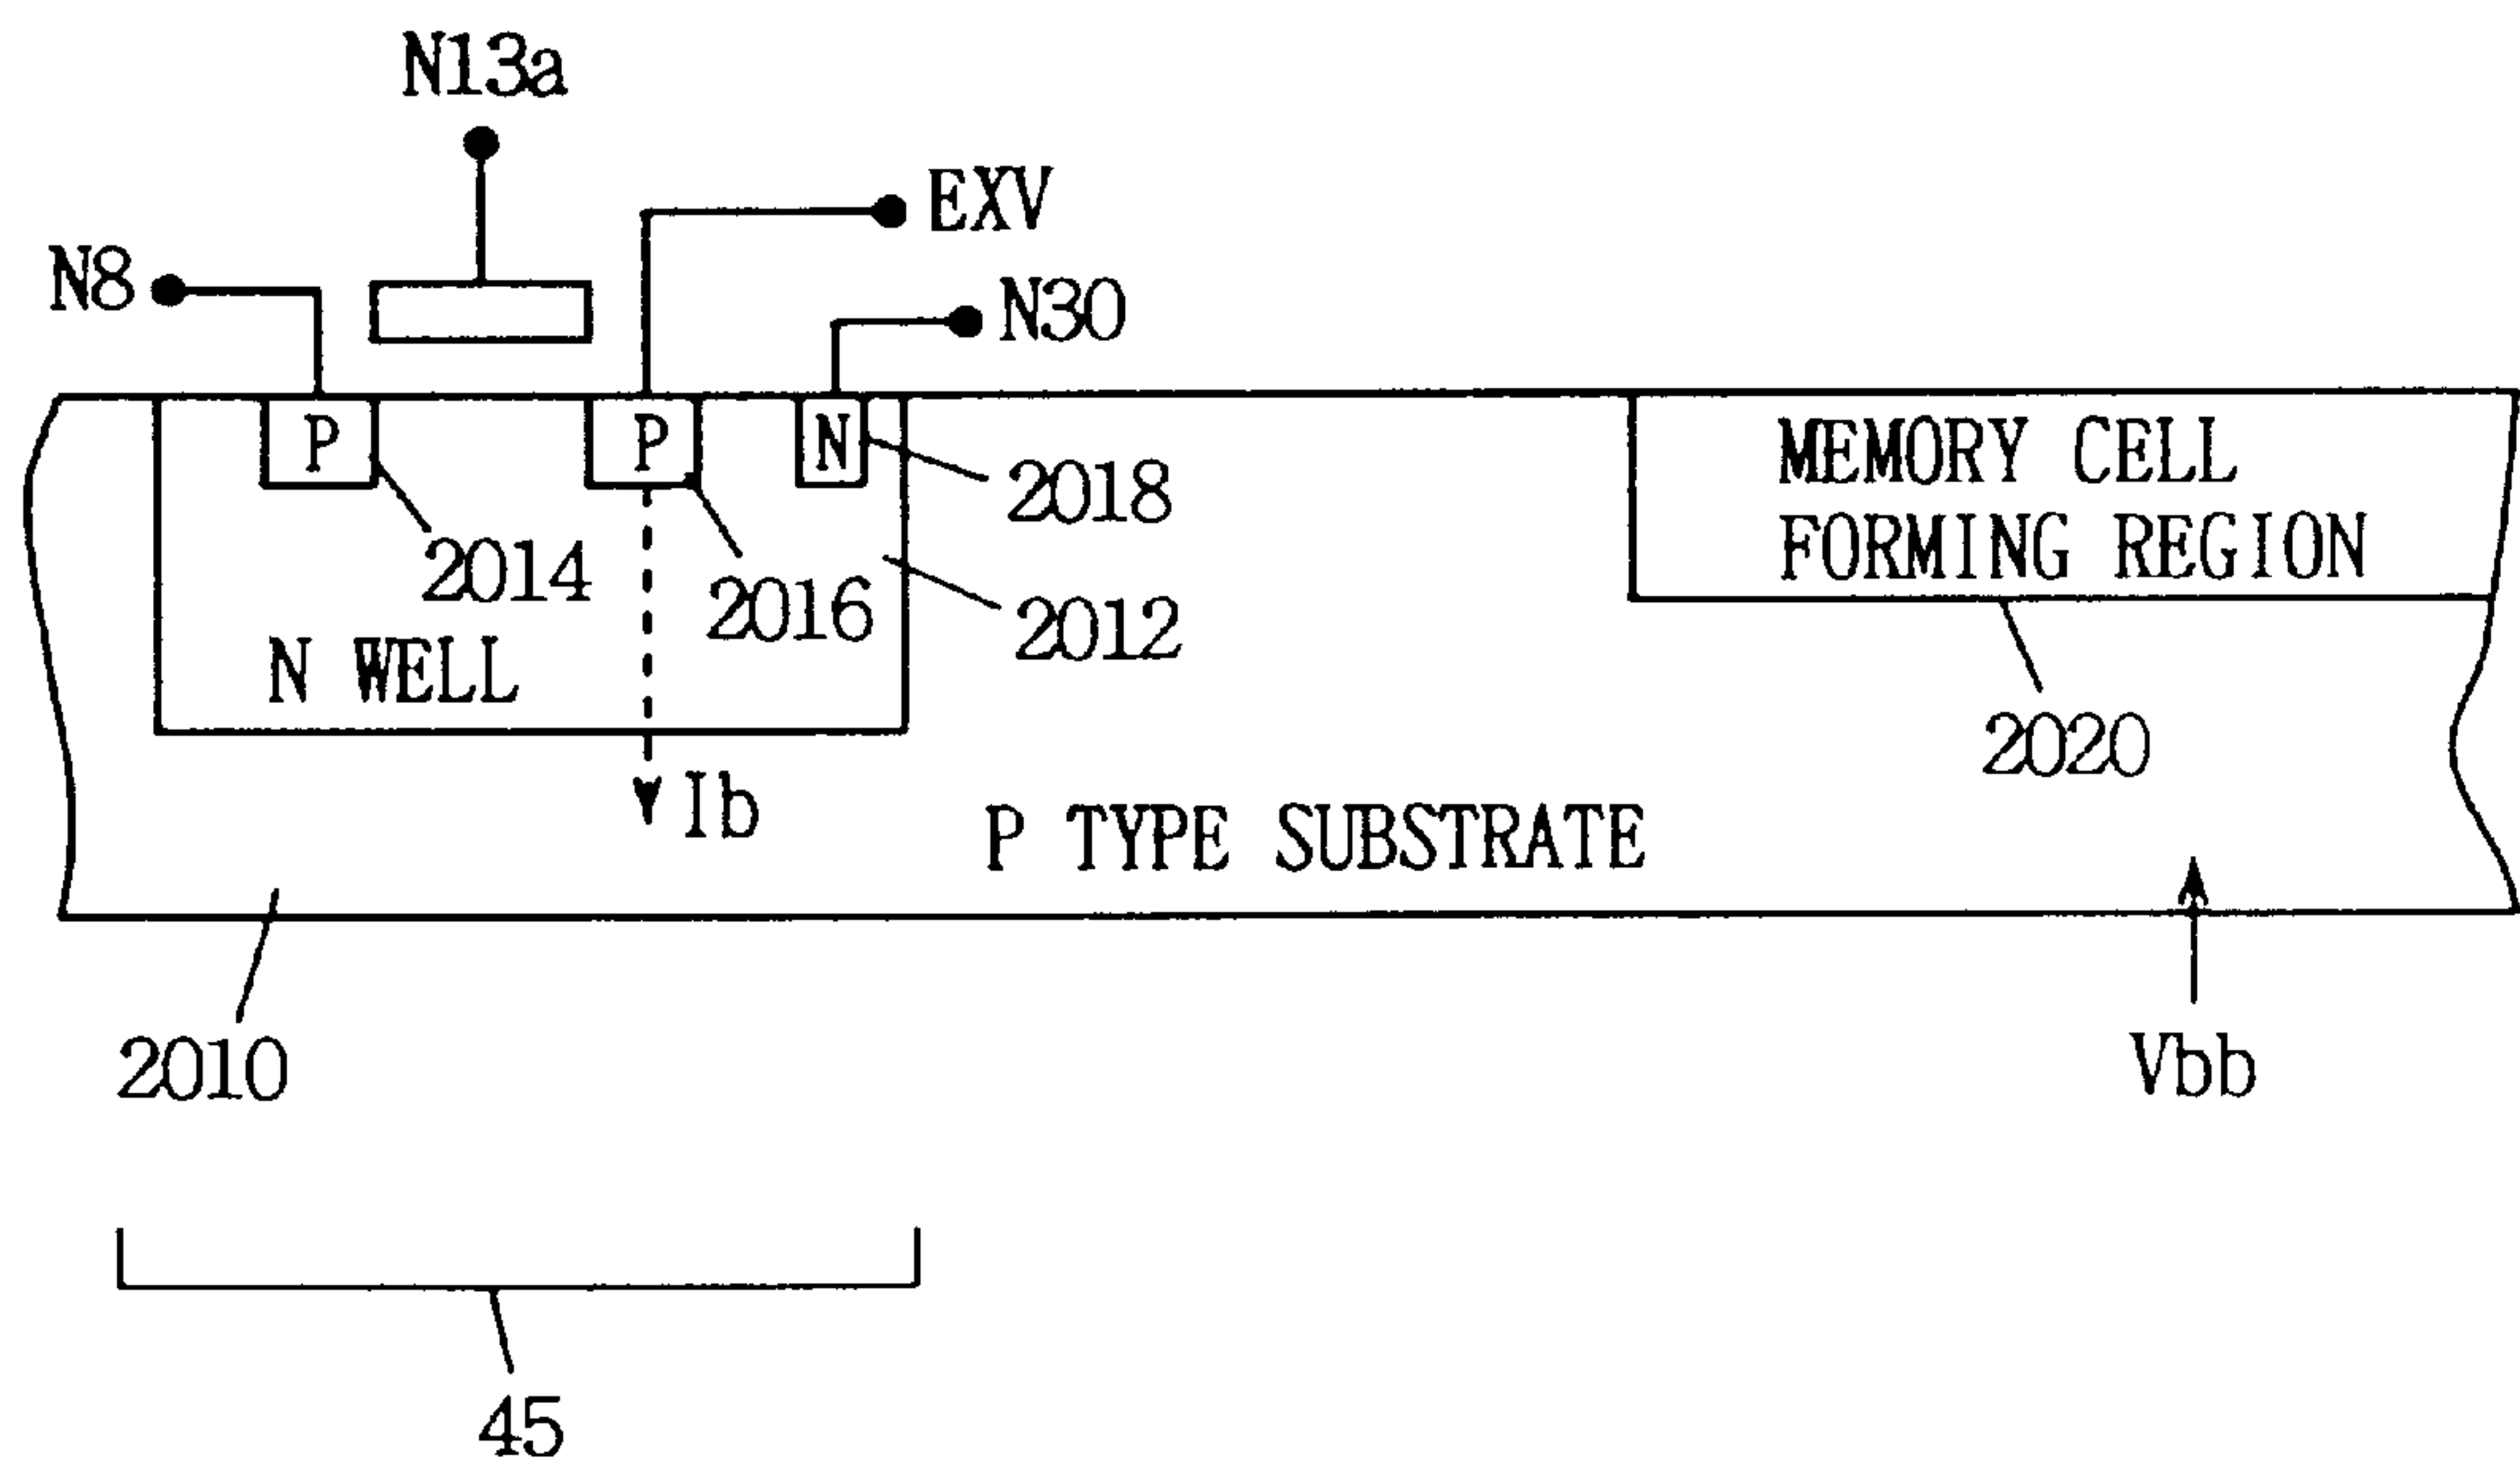 N13a
EXV
N8
N30
P
P
N
MEMORY CELL
FORMING REGION
2018
2014
2016
2012
N WELL
2020
Ib
P TYPE SUBSTRATE
2010
Vbb
45